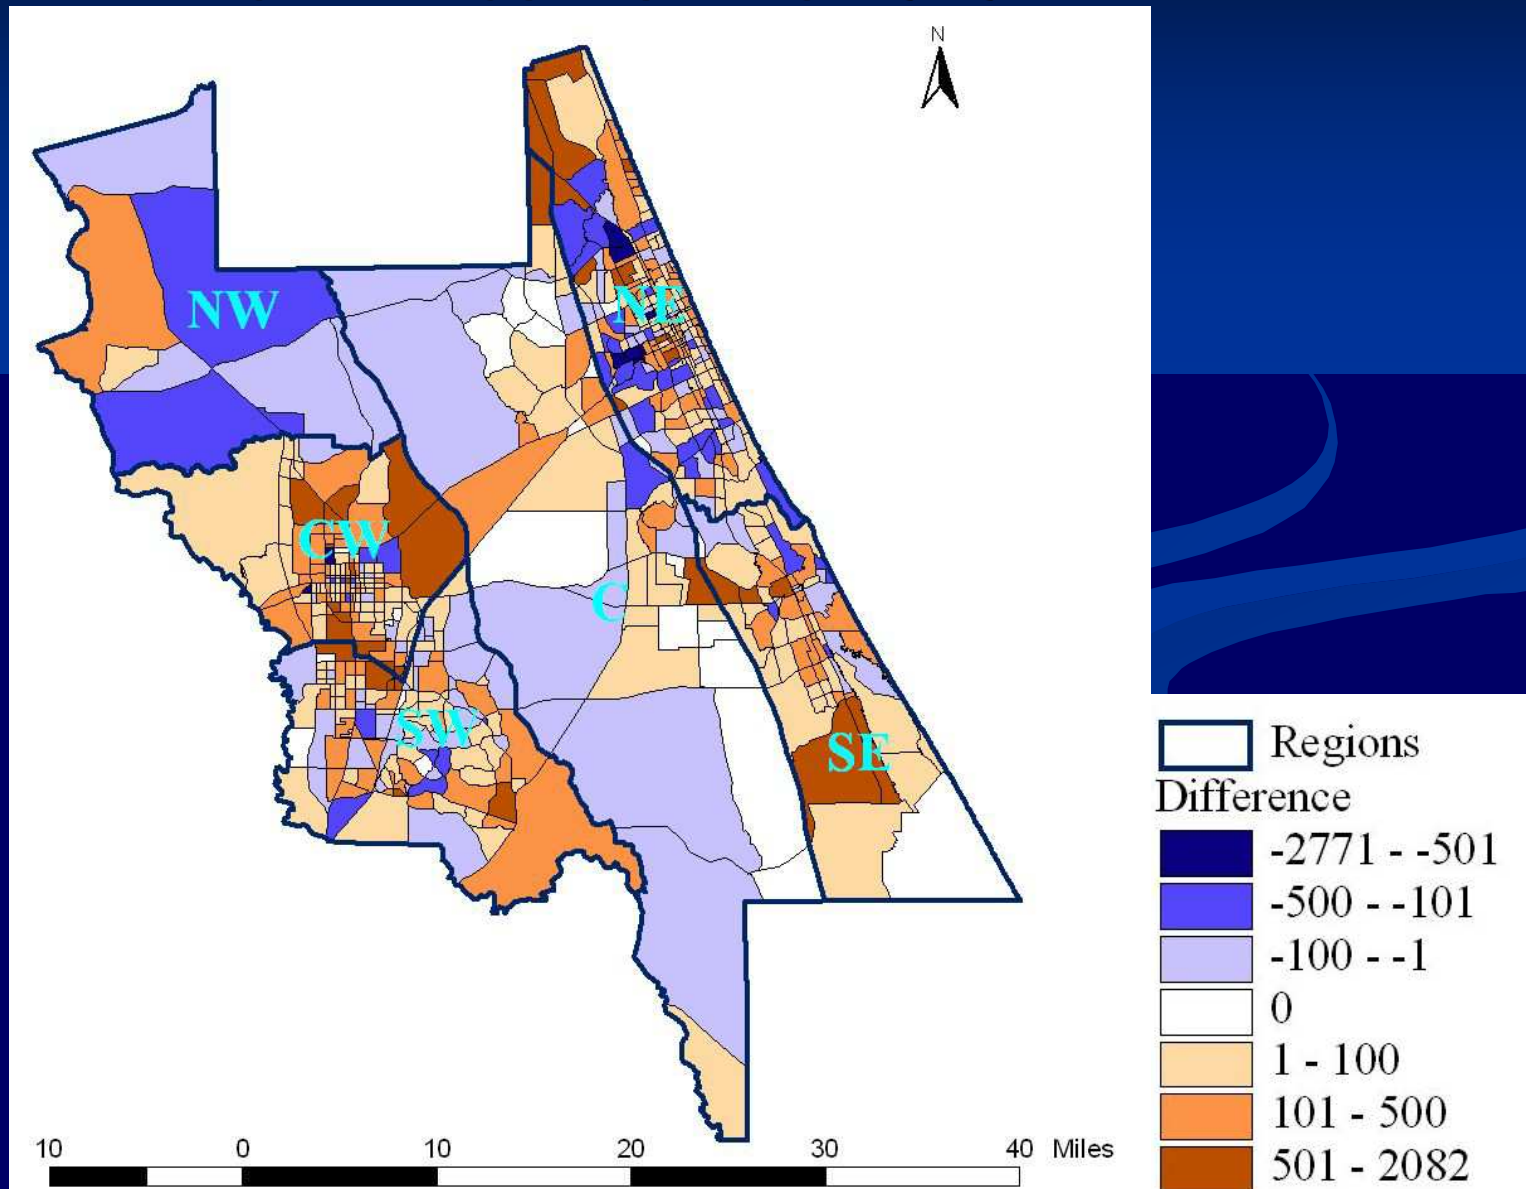 N
NW
NE
CW
C
SW
SE
10 0 10 20 30 40 Miles
Regions
Difference
-2771 - -501
-500 - -101
-100 - -1
0
1 - 100
101 - 500
501 - 2082